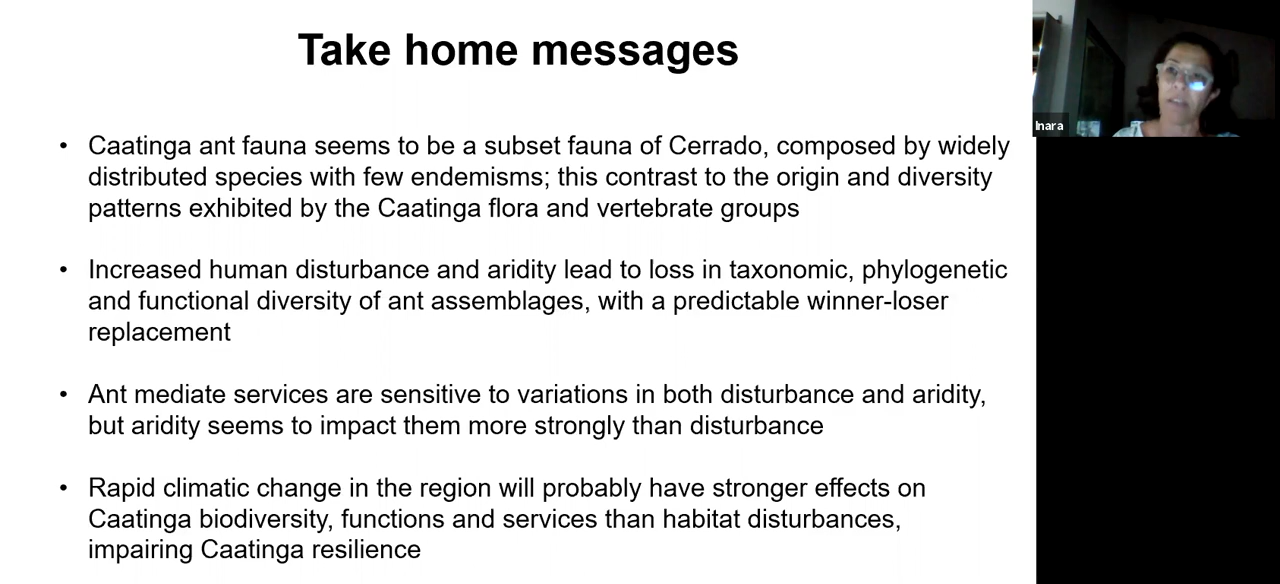 Take home messages
Inara
• Caatinga ant fauna seems to be a subset fauna of Cerrado, composed by widely
distributed species with few endemisms; this contrast to the origin and diversity
patterns exhibited by the Caatinga flora and vertebrate groups
• Increased human disturbance and aridity lead to loss in taxonomic, phylogenetic
and functional diversity of ant assemblages, with a predictable winner-loser
replacement
• Ant mediate services are sensitive to variations in both disturbance and aridity,
but aridity seems to impact them more strongly than disturbance
• Rapid climatic change in the region will probably have stronger effects on
Caatinga biodiversity, functions and services than habitat disturbances,
impairing Caatinga resilience